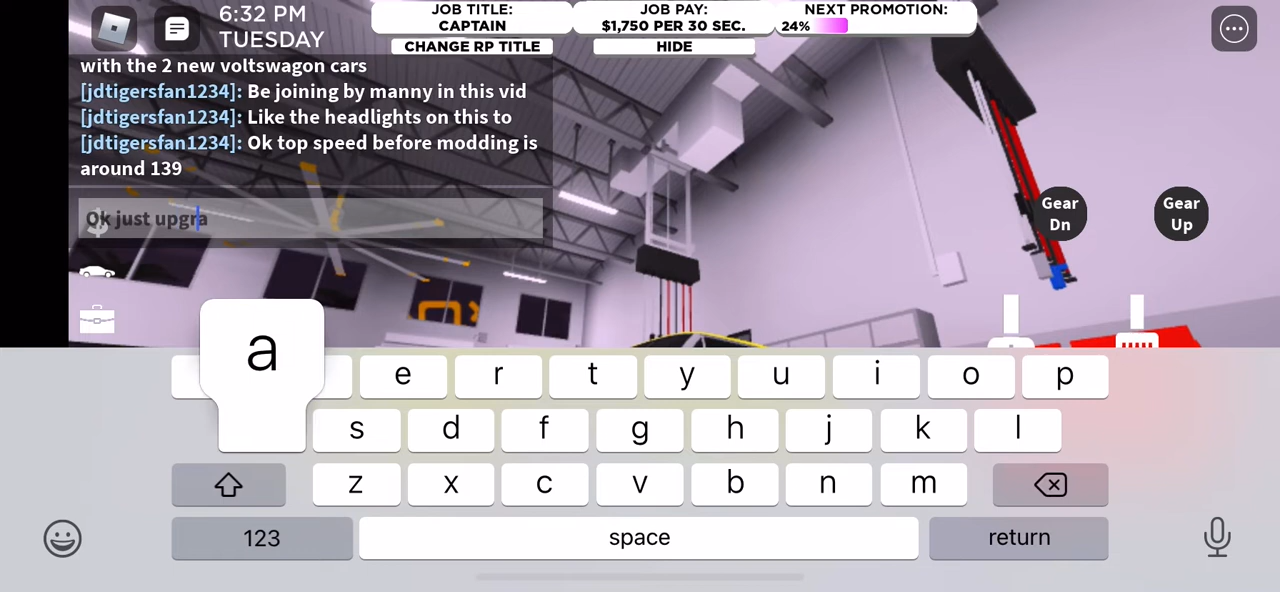 6:32 PM
TUESDAY
JOB TITLE:
CAPTAIN
CHANGE RP TITLE
JOB PAY:
$1,750 PER 30 SEC.
HIDE
NEXT PROMOTION:
24%
with the 2 new voltswagon cars
[jdtigersfan1234]: Be joining by manny in this vid
[jdtigersfan1234]: Like the headlights on this to
[jdtigersfan1234]: Ok top speed before modding is
around 139
Ok just upgra
Gear
Dn
Gear
Up
a
e r t y u i o p
s d f g h j k l
z x c v b n m
123 space return